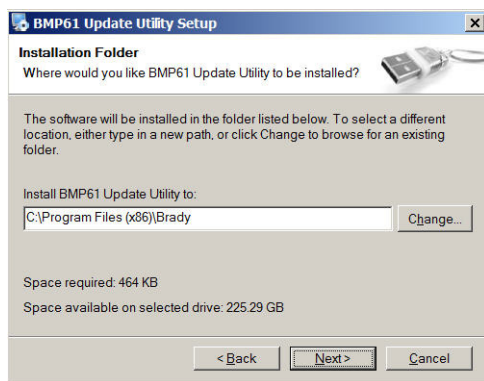 BMP61 Update Utility Setup
Installation Folder
Where would you like BMP61 Update Utility to be installed?
The software will be installed in the folder listed below. To select a different
location, either type in a new path, or click Change to browse for an existing
folder.
Install BMP61 Update Utility to:
C:\Program Files (x86)\Brady
Change...
Space required: 464 KB
Space available on selected drive: 225.29 GB
< Back
Next >
Cancel